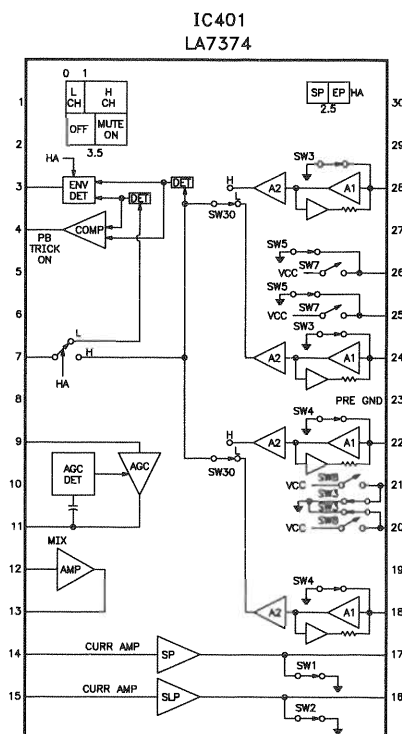 IC401
LA7374
0 1
L CH
H CH
OFF
MUTE ON
3.5
SP EP HA
2.5
1
2
3
4
5
6
7
8
9
10
11
12
13
14
15
30
29
28
27
26
25
24
23
22
21
20
19
18
17
16
HA
ENV DET
DET
DET
COMP
PB TRICK ON
L
H
HA
SW30
H
L
A2
SW3
A1
SW5
VCC
SW7
SW5
VCC
SW7
SW3
A2
A1
PRE GND
SW30
H
L
A2
SW4
A1
VCC
SW8
SW3
SW3
VCC
SW8
SW4
A2
A1
AGC DET
AGC
MIX
AMP
CURR AMP
SP
SW1
CURR AMP
SLP
SW2